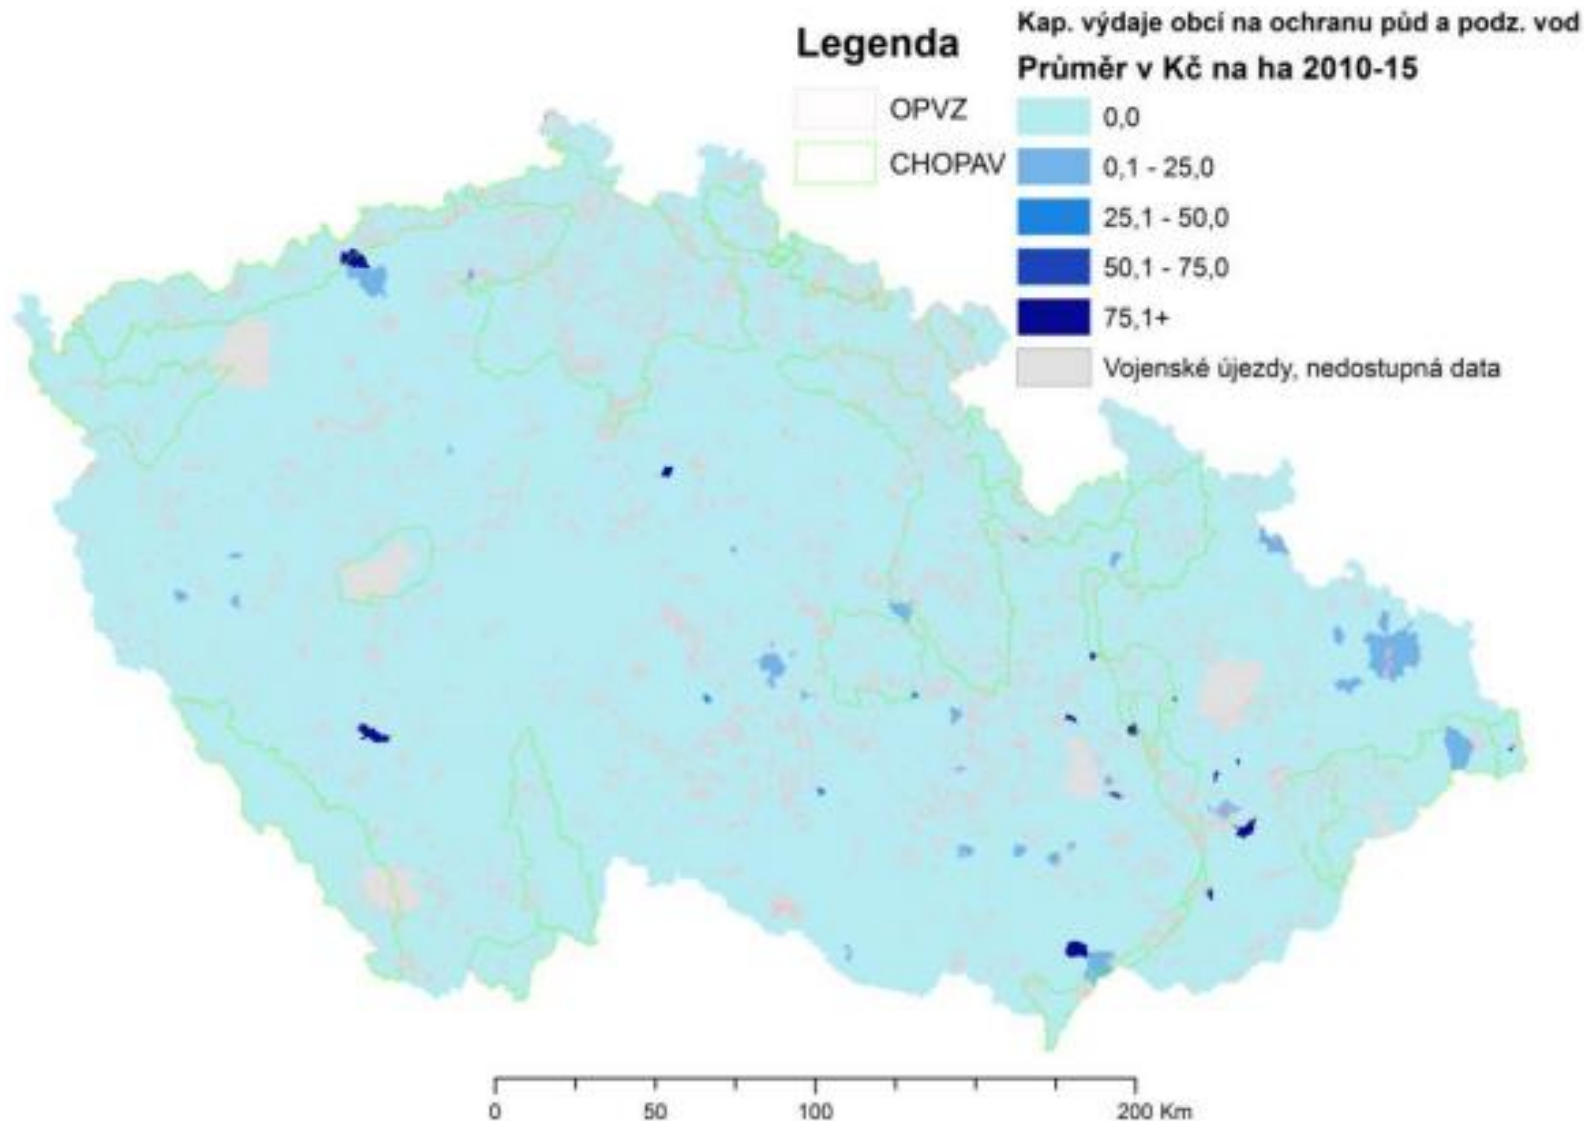 Legenda
OPVZ
CHOPAV
Kap. výdaje obcí na ochranu půd a podz. vod
Průměr v Kč na ha 2010-15
0,0
0,1 - 25,0
25,1 - 50,0
50,1 - 75,0
75,1+
Vojenské újezdy, nedostupná data
0 50 100 200 Km